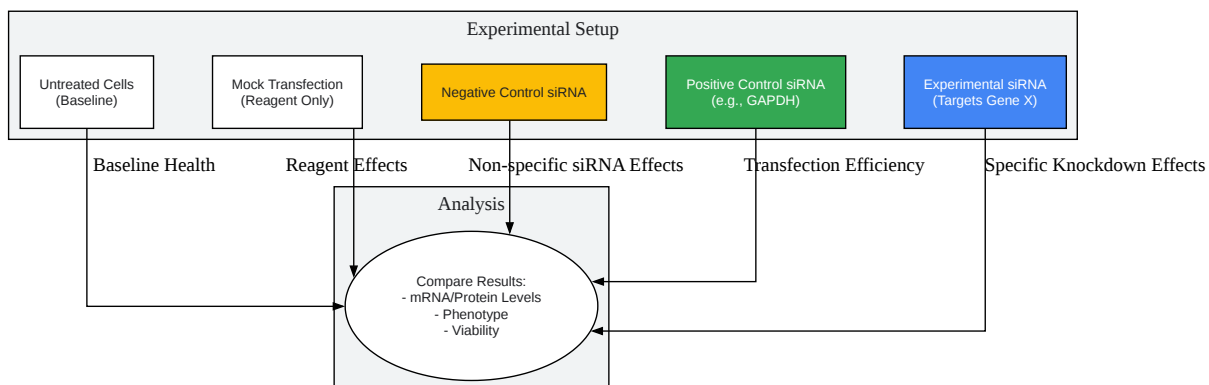 Experimental Setup
Untreated Cells
(Baseline)
Mock Transfection
(Reagent Only)
Negative Control siRNA
Positive Control siRNA
(e.g., GAPDH)
Experimental siRNA
(Targets Gene X)
Baseline Health
Reagent Effects
Non-specific siRNA Effects
Transfection Efficiency
Specific Knockdown Effects
Analysis
Compare Results:
- mRNA/Protein Levels
- Phenotype
- Viability